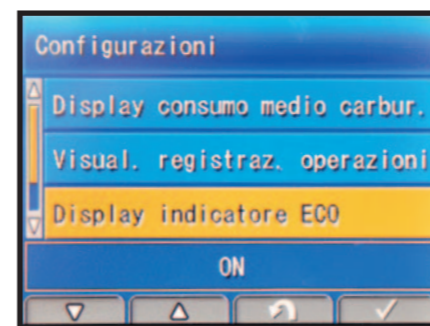 Configurazioni
Display consumo medio carbur.
Visual. registraz. operazioni
Display indicatore ECO
ON